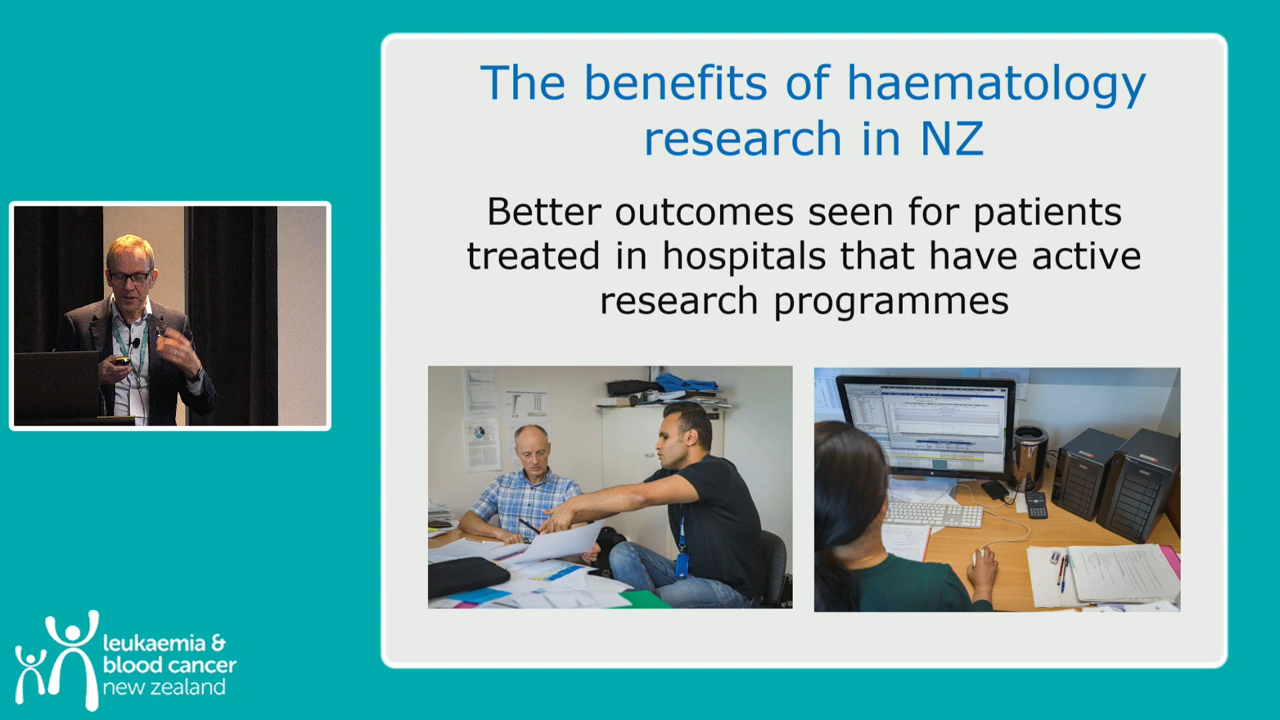 The benefits of haematology
research in NZ
Better outcomes seen for patients
treated in hospitals that have active
research programmes
leukaemia &
blood cancer
new zealand